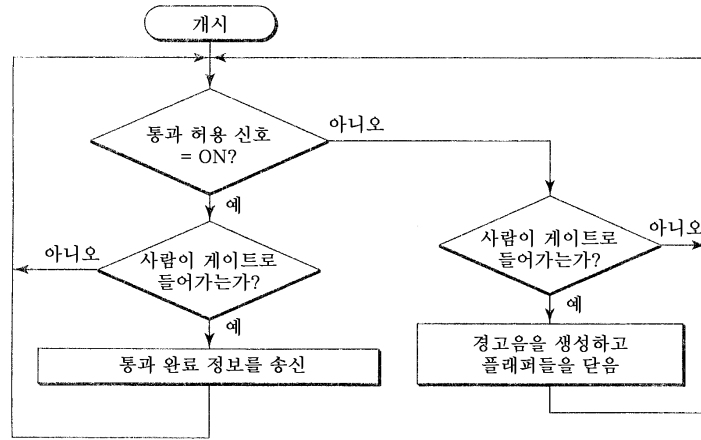 개시
통과 허용 신호
= ON?
아니오
예
사람이 게이트로
들어가는가?
아니오
예
통과 완료 정보를 송신
사람이 게이트로
들어가는가?
아니오
예
경고음을 생성하고
플래퍼들을 닫음